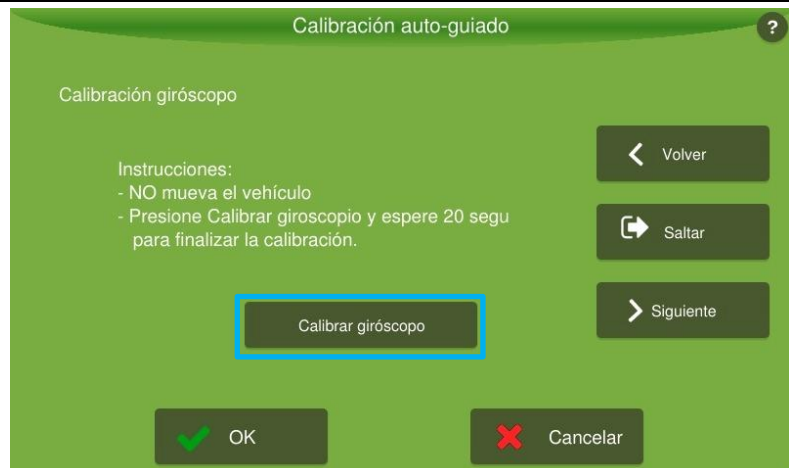 Calibración auto-guiado
?
Calibración giróscopo
Instrucciones:
- NO mueva el vehículo
- Presione Calibrar giroscopio y espere 20 segu
para finalizar la calibración.
Volver
Saltar
Siguiente
Calibrar giróscopo
OK
Cancelar